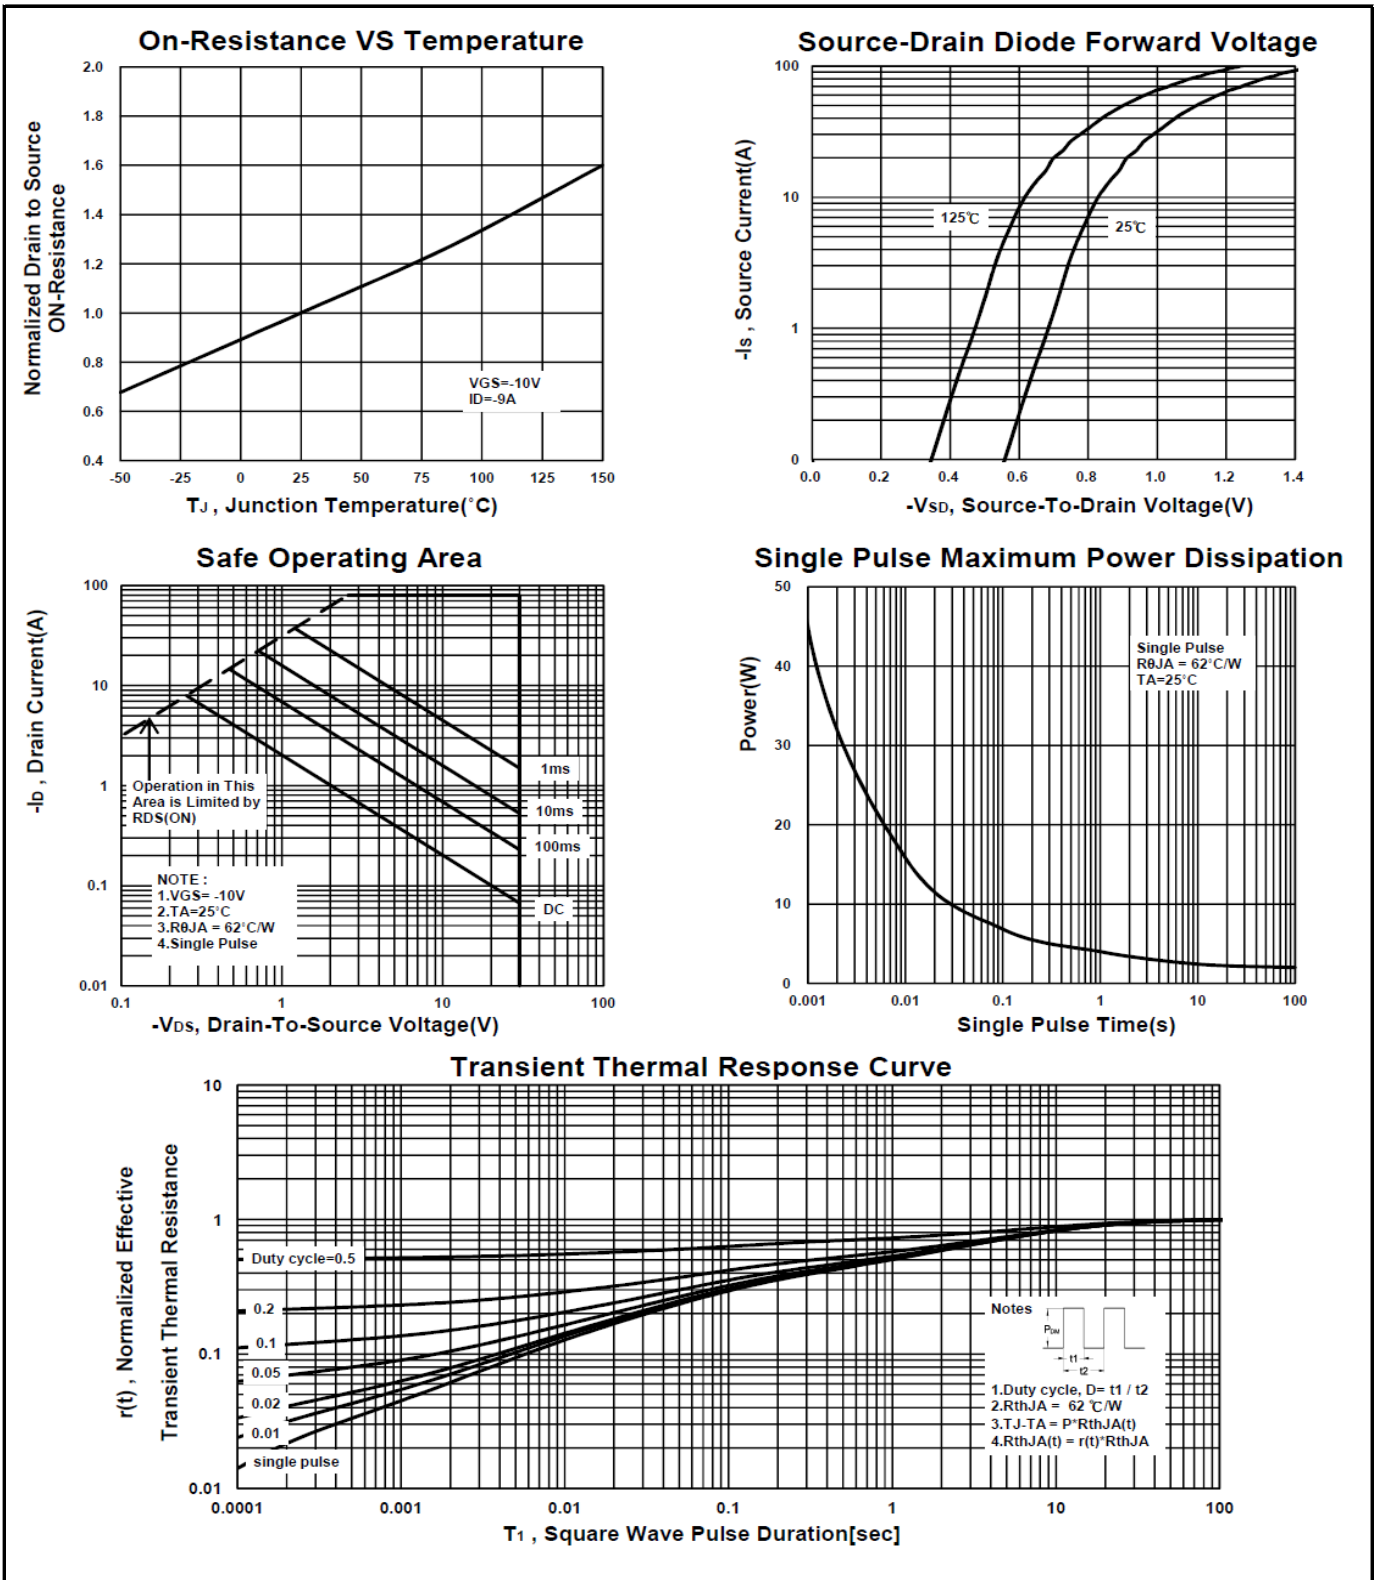 On-Resistance VS Temperature
Normalized Drain to Source
ON-Resistance
2.0
1.8
1.6
1.4
1.2
1.0
0.8
0.6
0.4
VGS=-10V
ID=-9A
-50 -25 0 25 50 75 100 125 150
TJ , Junction Temperature(°C)
Source-Drain Diode Forward Voltage
-Is , Source Current(A)
100
10
1
0
125℃
25℃
0.0 0.2 0.4 0.6 0.8 1.0 1.2 1.4
-VSD, Source-To-Drain Voltage(V)
Safe Operating Area
-ID , Drain Current(A)
100
10
1
0.1
0.01
Operation in This
Area is Limited by
RDS(ON)
1ms
10ms
100ms
DC
NOTE :
1.VGS= -10V
2.TA=25°C
3.RθJA = 62°C/W
4.Single Pulse
0.1 1 10 100
-VDS, Drain-To-Source Voltage(V)
Single Pulse Maximum Power Dissipation
Power(W)
50
40
30
20
10
0
Single Pulse
RθJA = 62°C/W
TA=25°C
0.001 0.01 0.1 1 10 100
Single Pulse Time(s)
Transient Thermal Response Curve
r(t) , Normalized Effective
Transient Thermal Resistance
10
1
0.1
0.01
Duty cycle=0.5
0.2
0.1
0.05
0.02
0.01
single pulse
Notes
PDM
t1
t2
1.Duty cycle, D= t1 / t2
2.RthJA = 62 ℃/W
3.TJ-TA = P*RthJA(t)
4.RthJA(t) = r(t)*RthJA
0.0001 0.001 0.01 0.1 1 10 100
T1 , Square Wave Pulse Duration[sec]